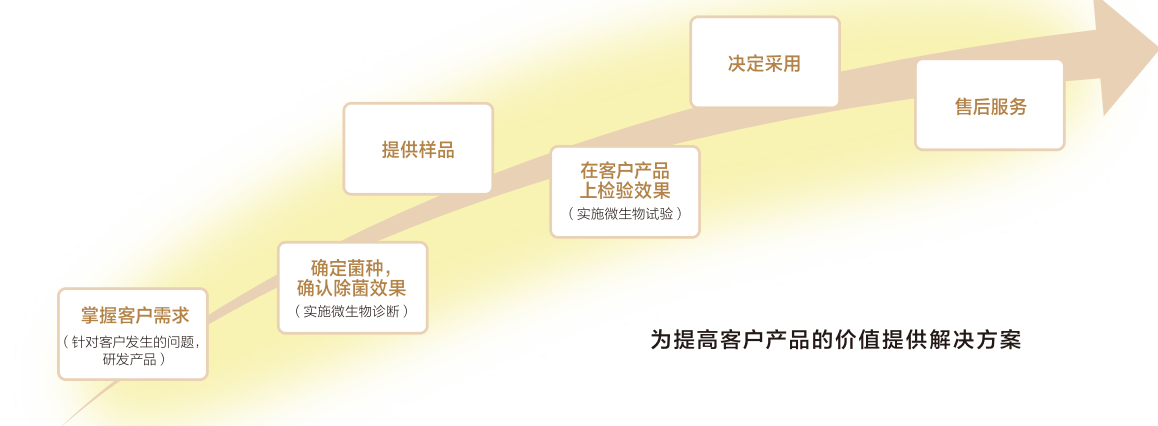 掌握客户需求
（针对客户发生的问题，
研发产品）
确定菌种，
确认除菌效果
（实施微生物诊断）
提供样品
在客户产品
上检验效果
（实施微生物试验）
决定采用
售后服务
为提高客户产品的价值提供解决方案